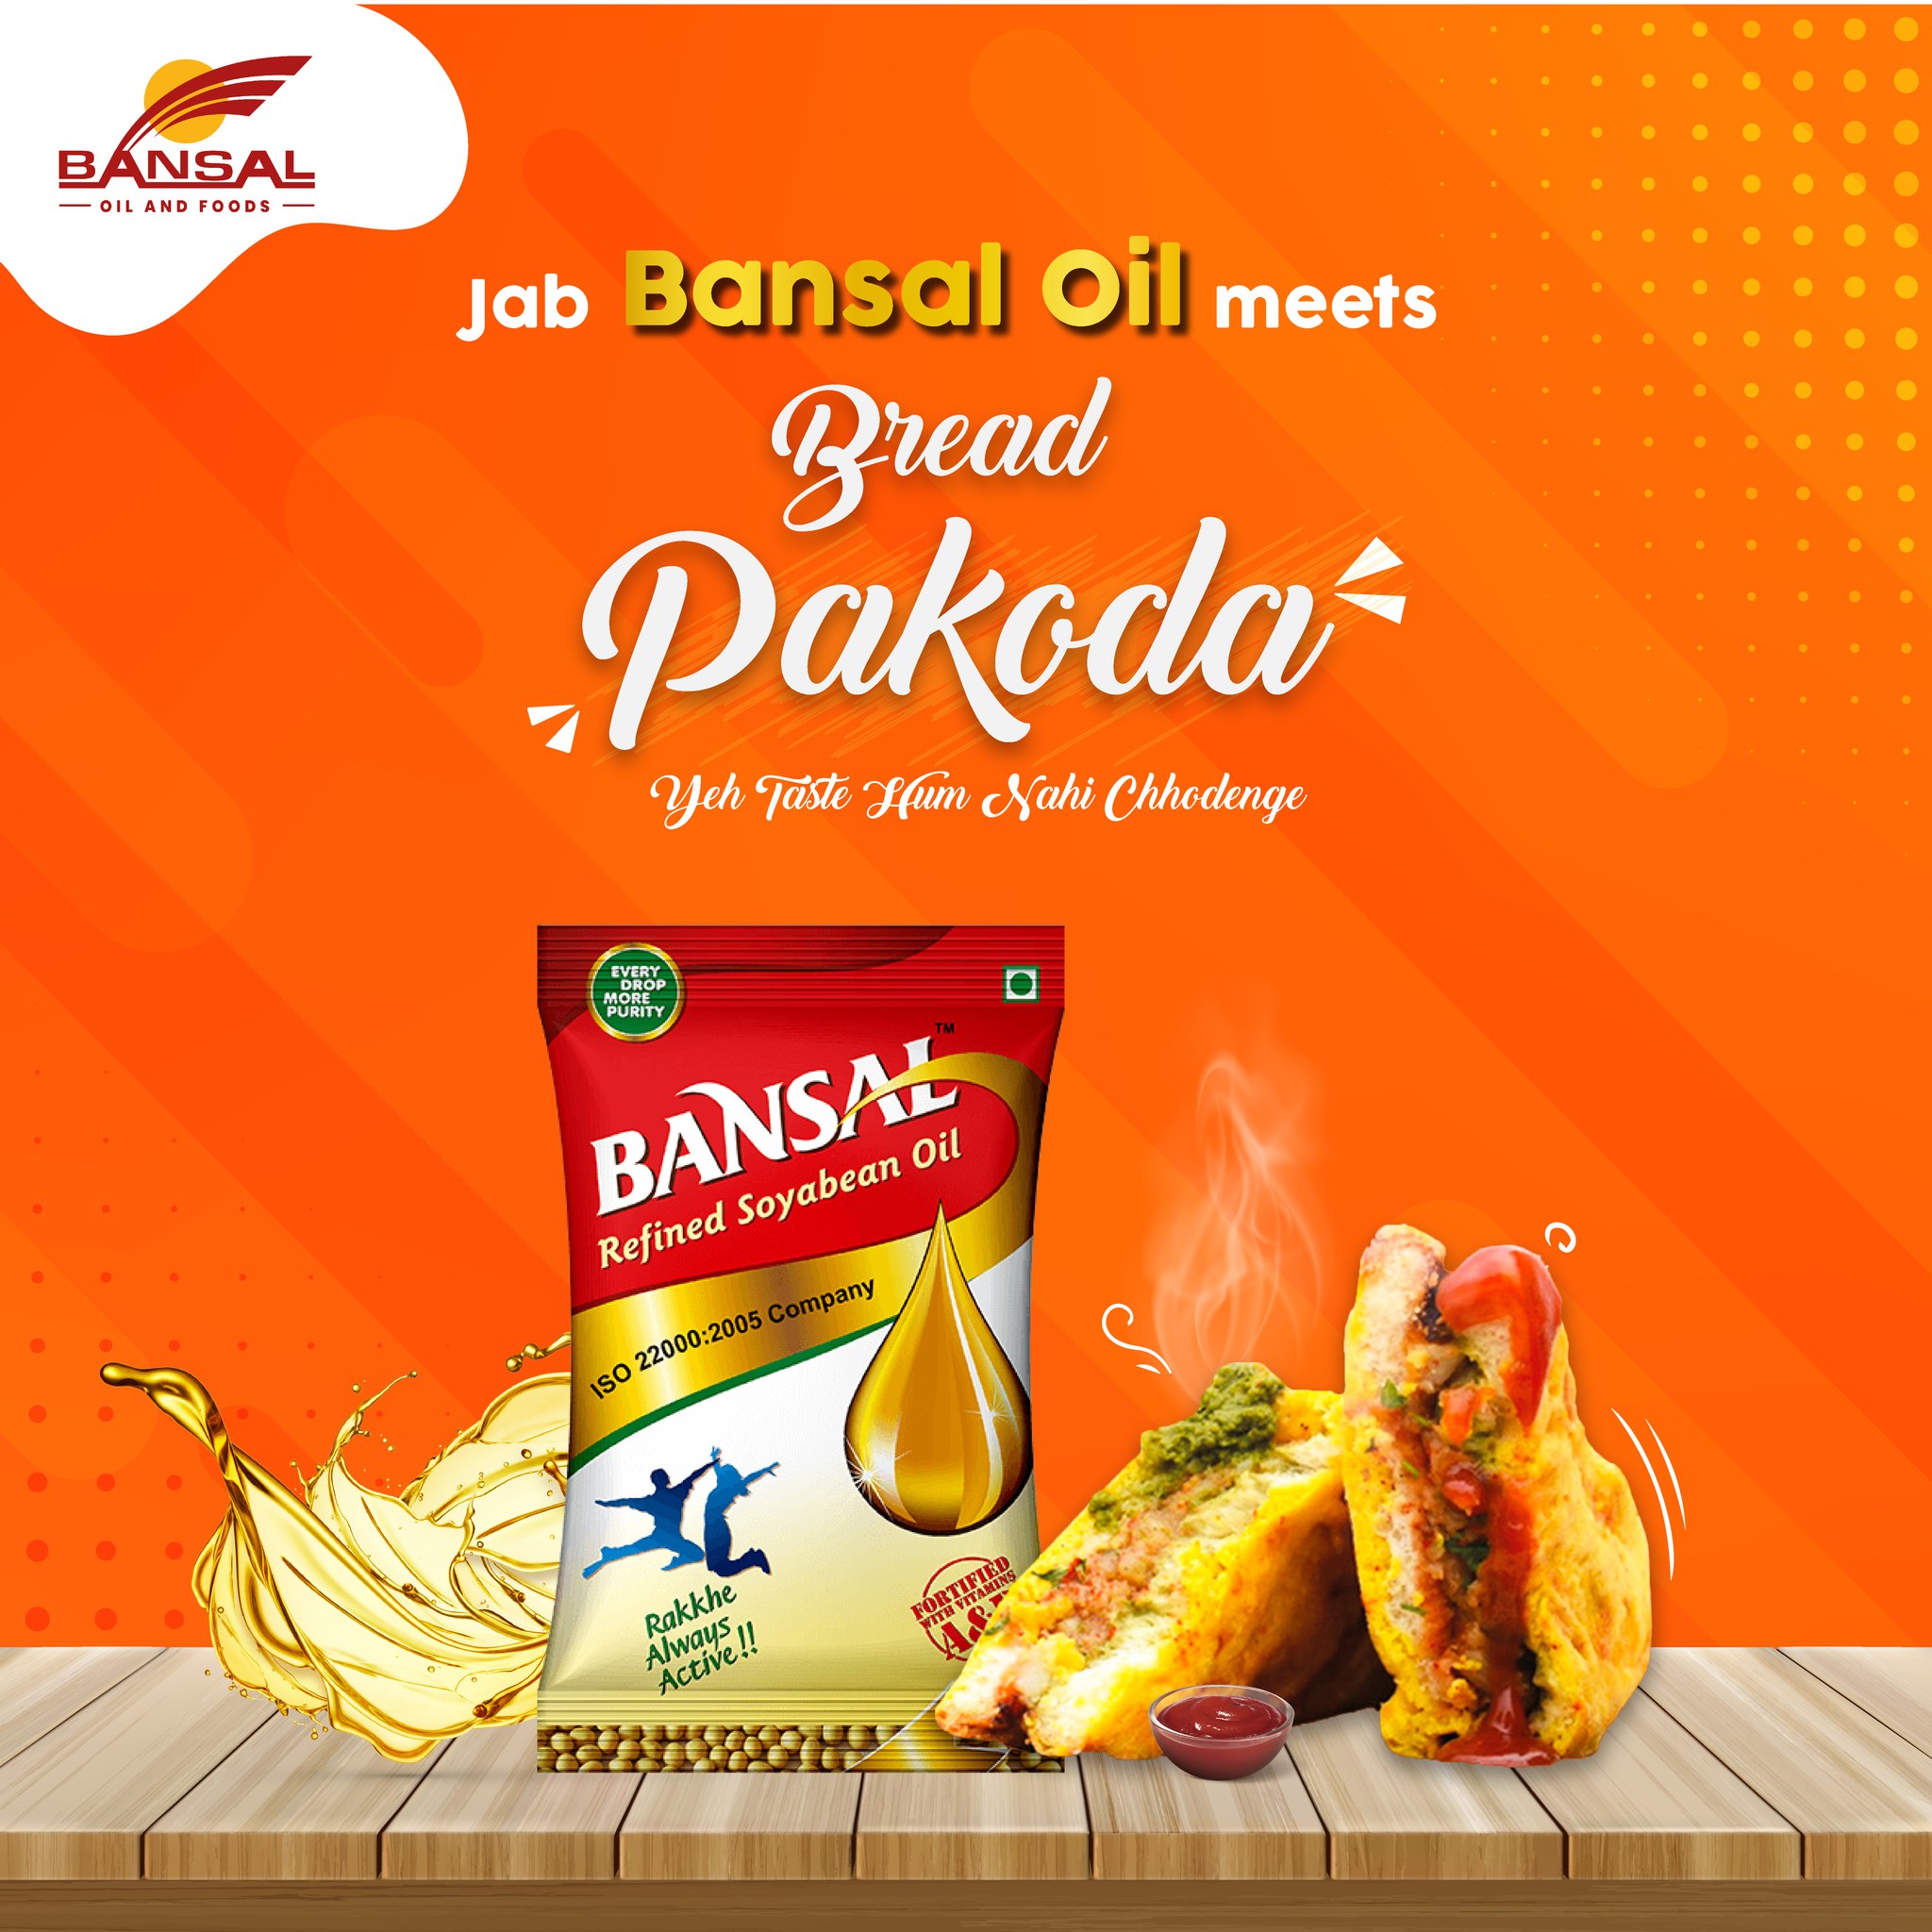 BANSAL
OIL AND FOODS
Jab Bansal Oil meets
Bread
Pakoda
Yeh Taste Hum Nahi Chhodenge
EVERY
DROP
MORE
PURITY
BANSAL™
Refined Soyabean Oil
ISO 22000:2005 Company
Rakkhe
Always
Active!!
FORTIFIED
WITH VITAMINS
A&